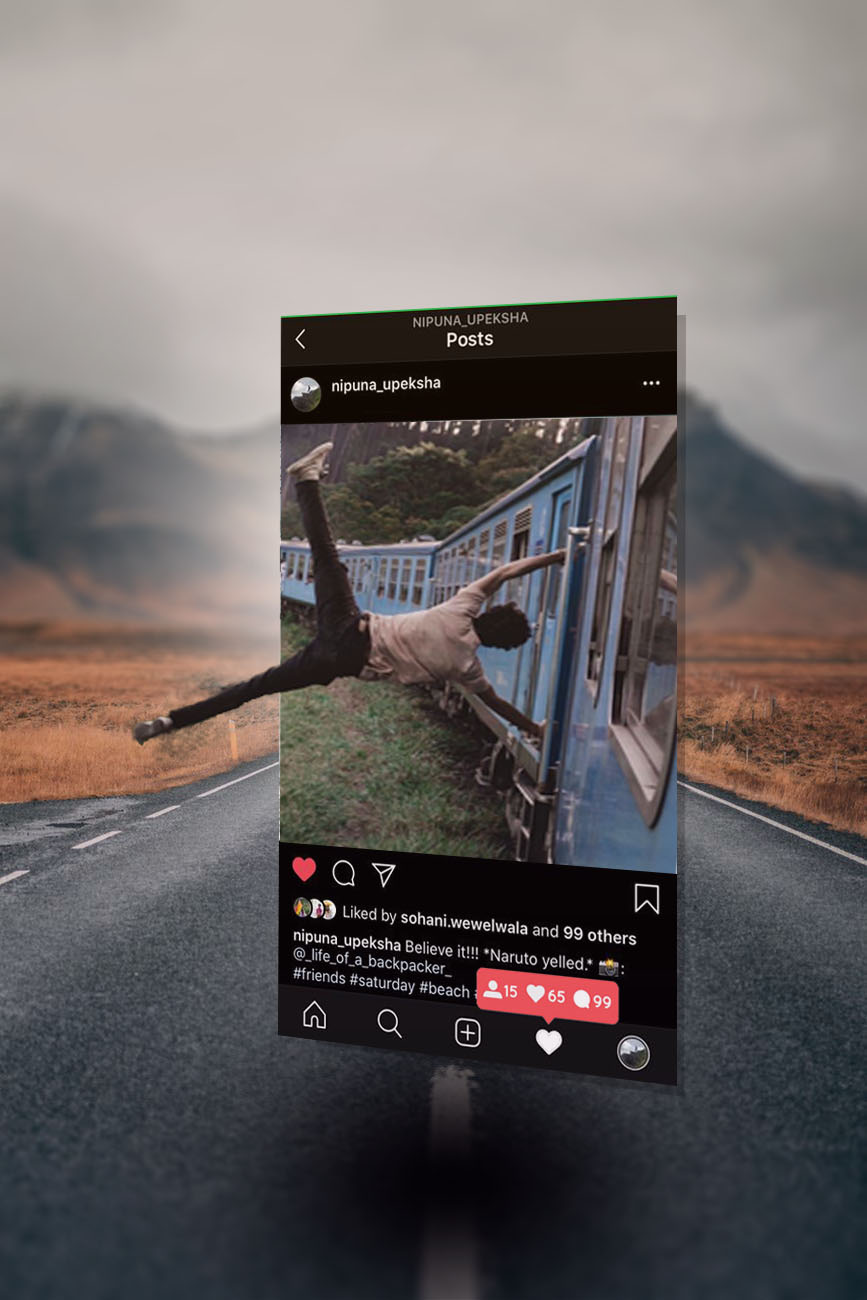 NIPUNA_UPEKSHA
Posts
nipuna_upeksha
Liked by sohani.wewelwala and 99 others
nipuna_upeksha Believe it!!! *Naruto yelled.* 📸:
@_life_of_a_backpacker_
#friends #saturday #beach
15 65 99